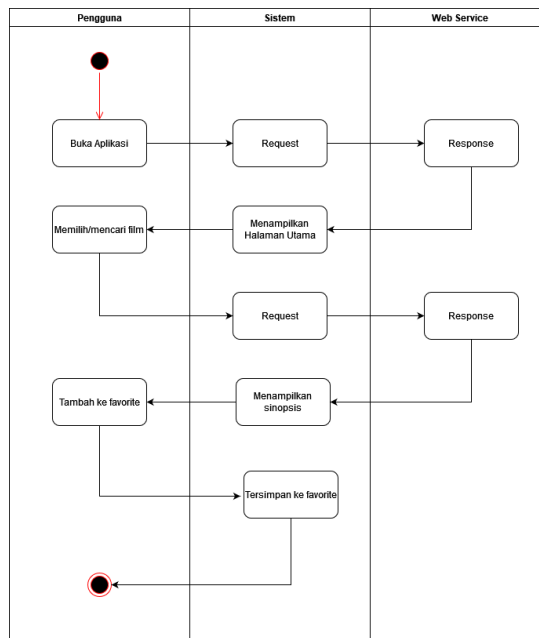 Pengguna
Sistem
Web Service
Buka Aplikasi
Request
Response
Memilih/mencari film
Menampilkan
Halaman Utama
Request
Response
Tambah ke favorite
Menampilkan
sinopsis
Tersimpan ke favorite